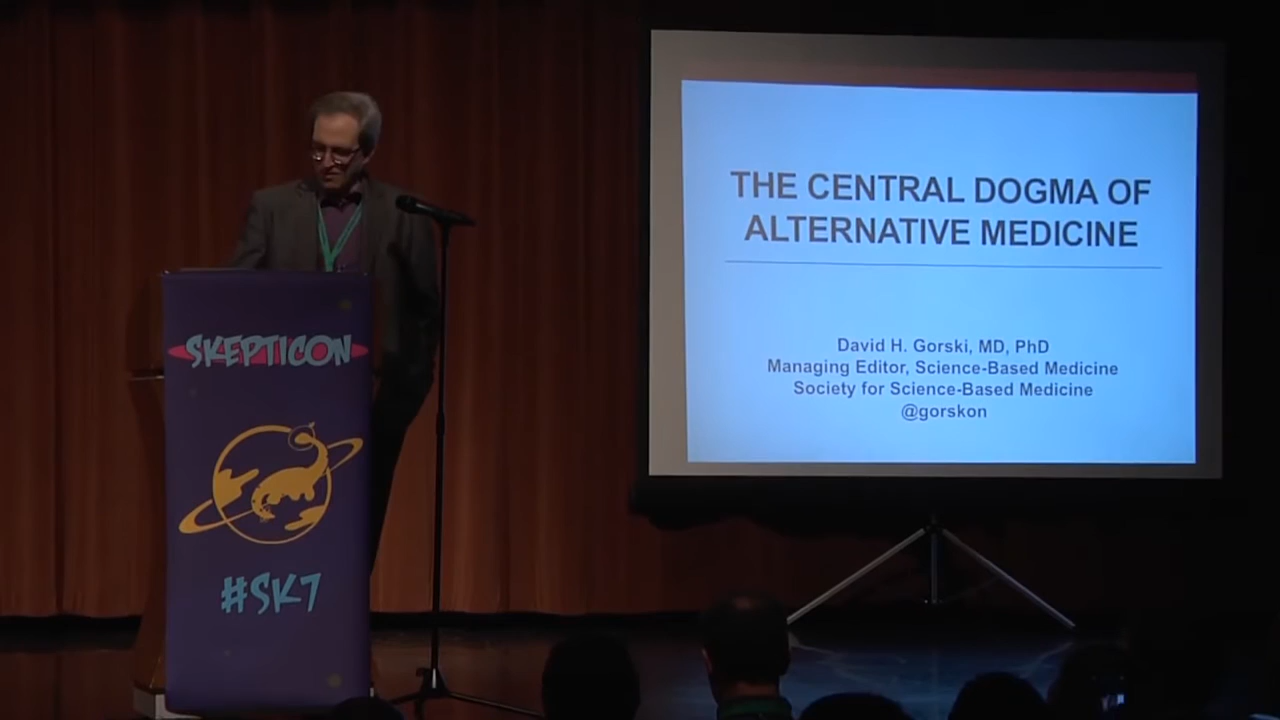 THE CENTRAL DOGMA OF
ALTERNATIVE MEDICINE
David H. Gorski, MD, PhD
Managing Editor, Science-Based Medicine
Society for Science-Based Medicine
@gorskon
SKEPTICON
#SK7